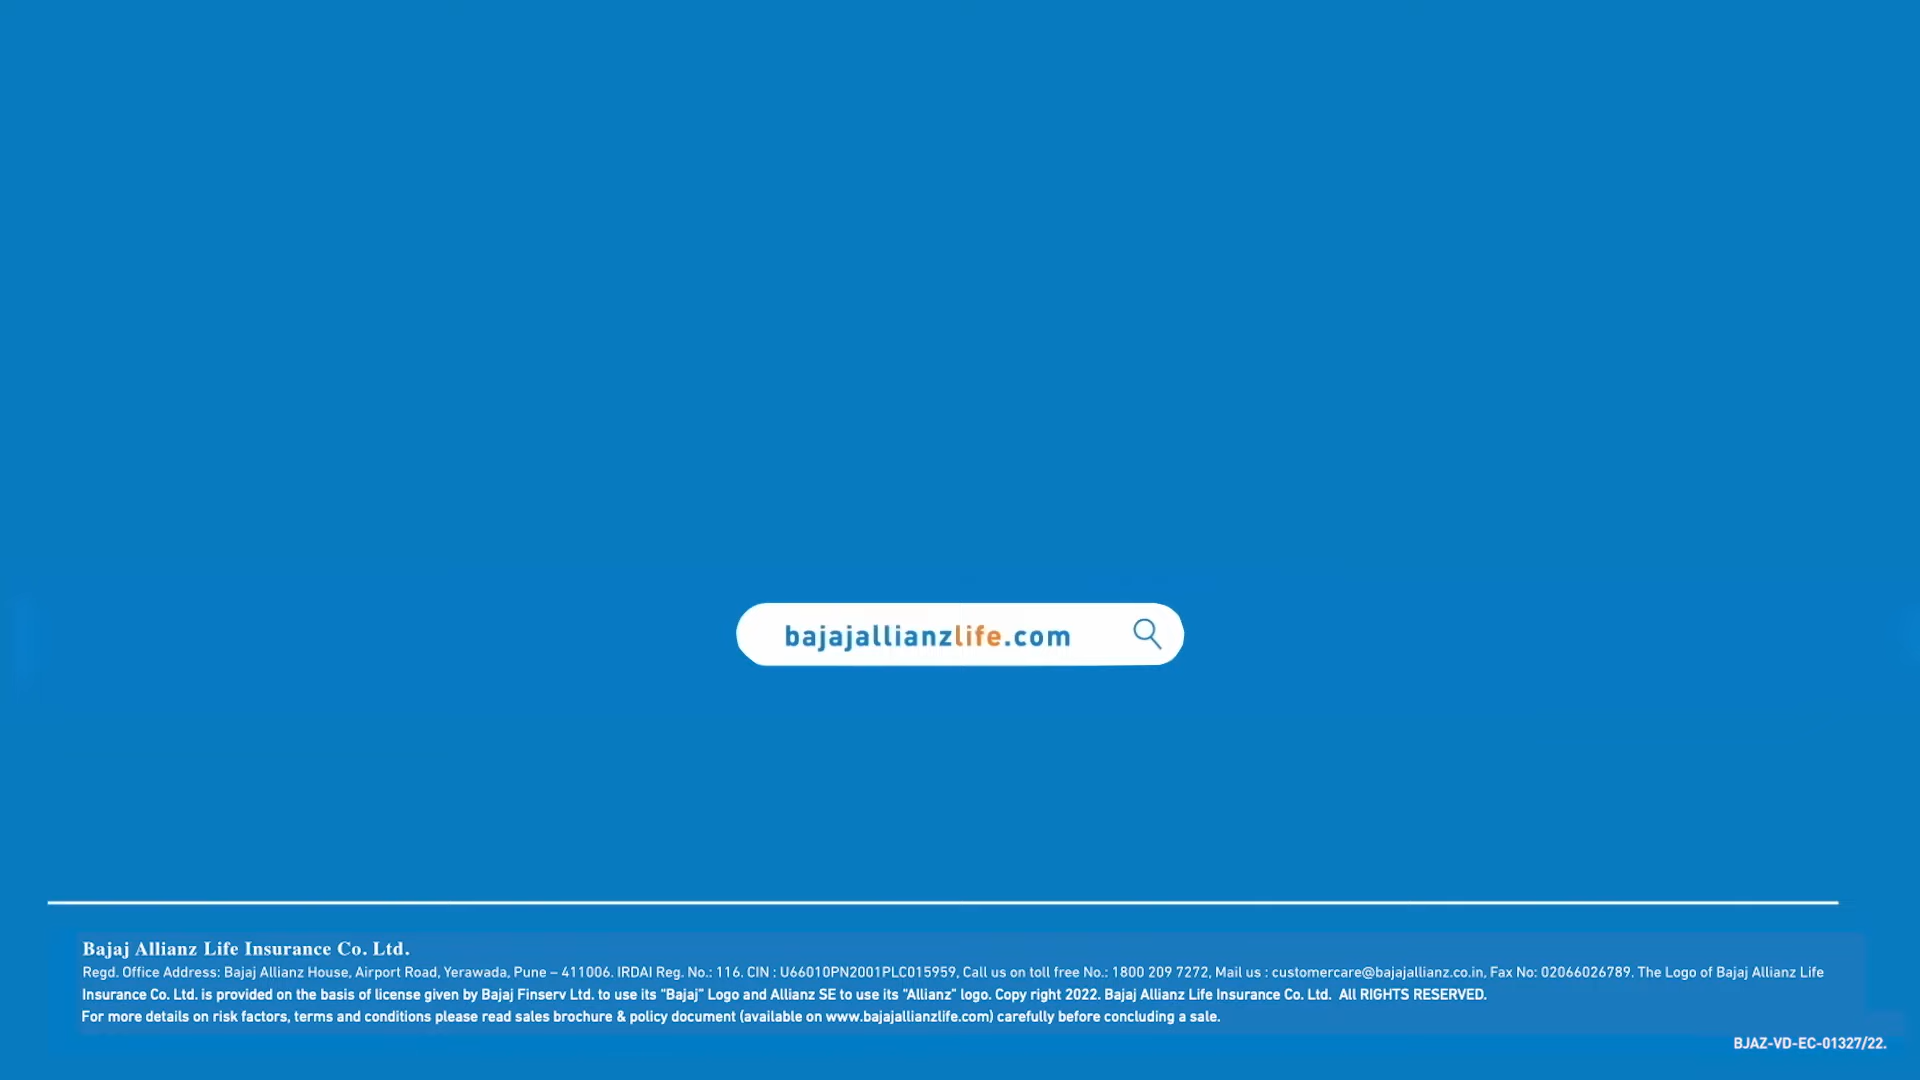 bajajallianzlife.com
Bajaj Allianz Life Insurance Co. Ltd.
Regd. Office Address: Bajaj Allianz House, Airport Road, Yerawada, Pune – 411006. IRDAI Reg. No.: 116. CIN : U66010PN2001PLC015959, Call us on toll free No.: 1800 209 7272, Mail us : customercare@bajajallianz.co.in, Fax No: 02066026789. The Logo of Bajaj Allianz Life
Insurance Co. Ltd. is provided on the basis of license given by Bajaj Finserv Ltd. to use its "Bajaj" Logo and Allianz SE to use its "Allianz" logo. Copy right 2022. Bajaj Allianz Life Insurance Co. Ltd. All RIGHTS RESERVED.
For more details on risk factors, terms and conditions please read sales brochure & policy document (available on www.bajajallianzlife.com) carefully before concluding a sale.
BJAZ-VD-EC-01327/22.